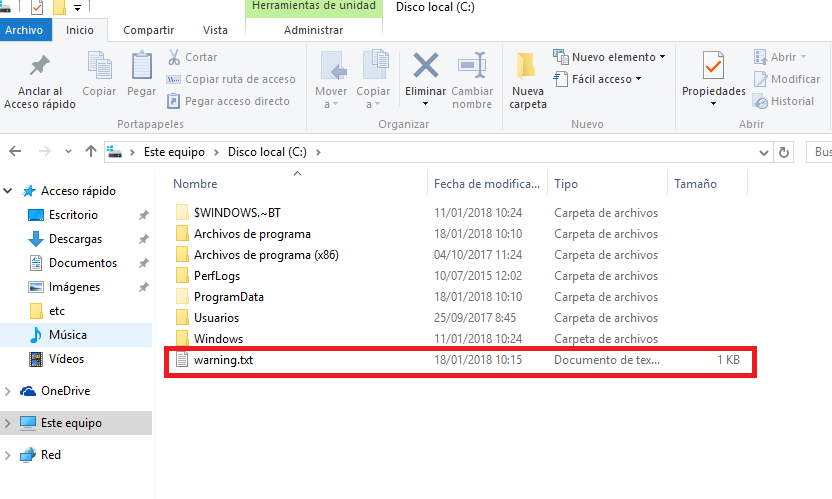 Herramientas de unidad
Disco local (C:)
Archivo
Inicio
Compartir
Vista
Administrar
Anclar al
Acceso rápido
Copiar
Pegar
Cortar
Copiar ruta de acceso
Pegar acceso directo
Portapapeles
Mover
a
Copiar
a
Eliminar
Cambiar
nombre
Organizar
Nueva
carpeta
Nuevo elemento
Fácil acceso
Nuevo
Propiedades
Abrir
Modificar
Historial
Abrir
Este equipo
Disco local (C:)
Bus
Acceso rápido
Escritorio
Descargas
Documentos
Imágenes
etc
Música
Vídeos
OneDrive
Este equipo
Red
Nombre Fecha de modifica... Tipo Tamaño
$WINDOWS.~BT 11/01/2018 10:24 Carpeta de archivos
Archivos de programa 18/01/2018 10:10 Carpeta de archivos
Archivos de programa (x86) 04/10/2017 11:24 Carpeta de archivos
PerfLogs 10/07/2015 12:02 Carpeta de archivos
ProgramData 18/01/2018 10:10 Carpeta de archivos
Usuarios 25/09/2017 8:45 Carpeta de archivos
Windows 11/01/2018 10:24 Carpeta de archivos
warning.txt 18/01/2018 10:15 Documento de tex... 1 KB